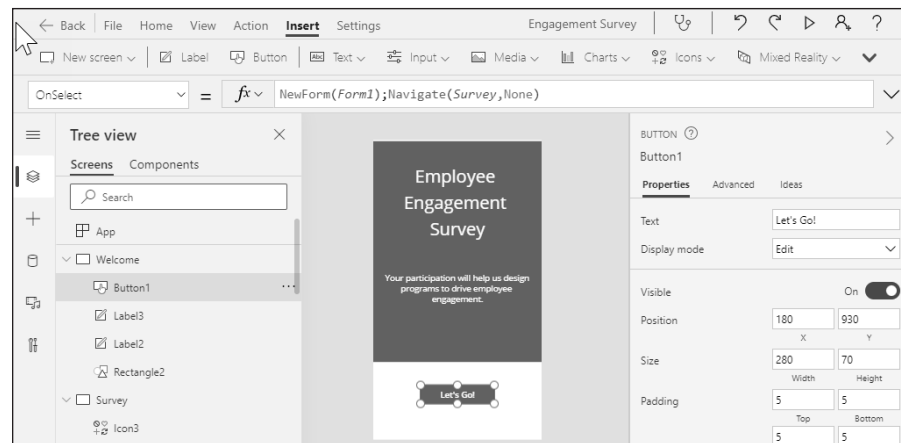 Back File Home View Action Insert Settings Engagement Survey
New screen Label Button Abc Text Input Media Charts Icons Mixed Reality
OnSelect = fx NewForm(Form1);Navigate(Survey,None)
Tree view
Screens Components
Search
App
Welcome
Button1
Label3
Label2
Rectangle2
Survey
Icon3
Employee
Engagement
Survey
Your participation will help us design
programs to drive employee
engagement.
Let's Go!
BUTTON
Button1
Properties Advanced Ideas
Text Let's Go!
Display mode Edit
Visible On
Position 180 930
X Y
Size 280 70
Width Height
Padding 5 5
Top Bottom
5 5